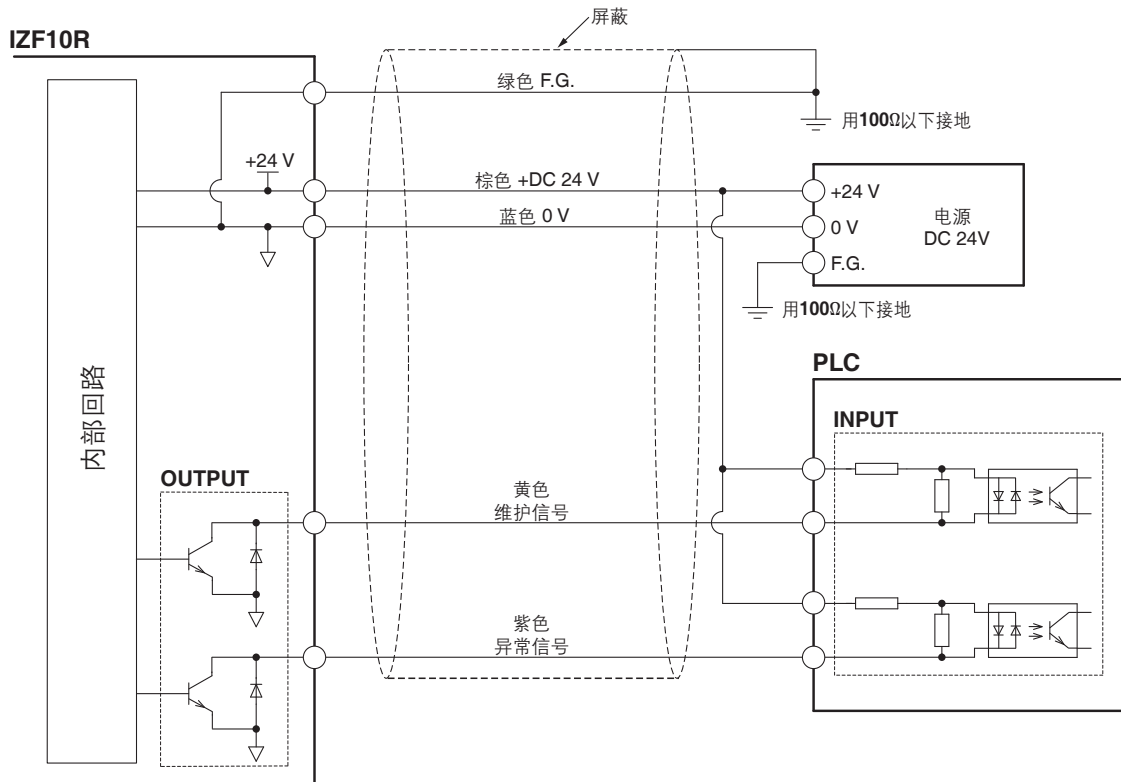 屏蔽
IZF10R
绿色 F.G.
用100Ω以下接地
+24 V
棕色 +DC 24 V
+24 V
蓝色 0 V
0 V
电源
DC 24V
F.G.
用100Ω以下接地
内部回路
PLC
INPUT
OUTPUT
黄色
维护信号
紫色
异常信号